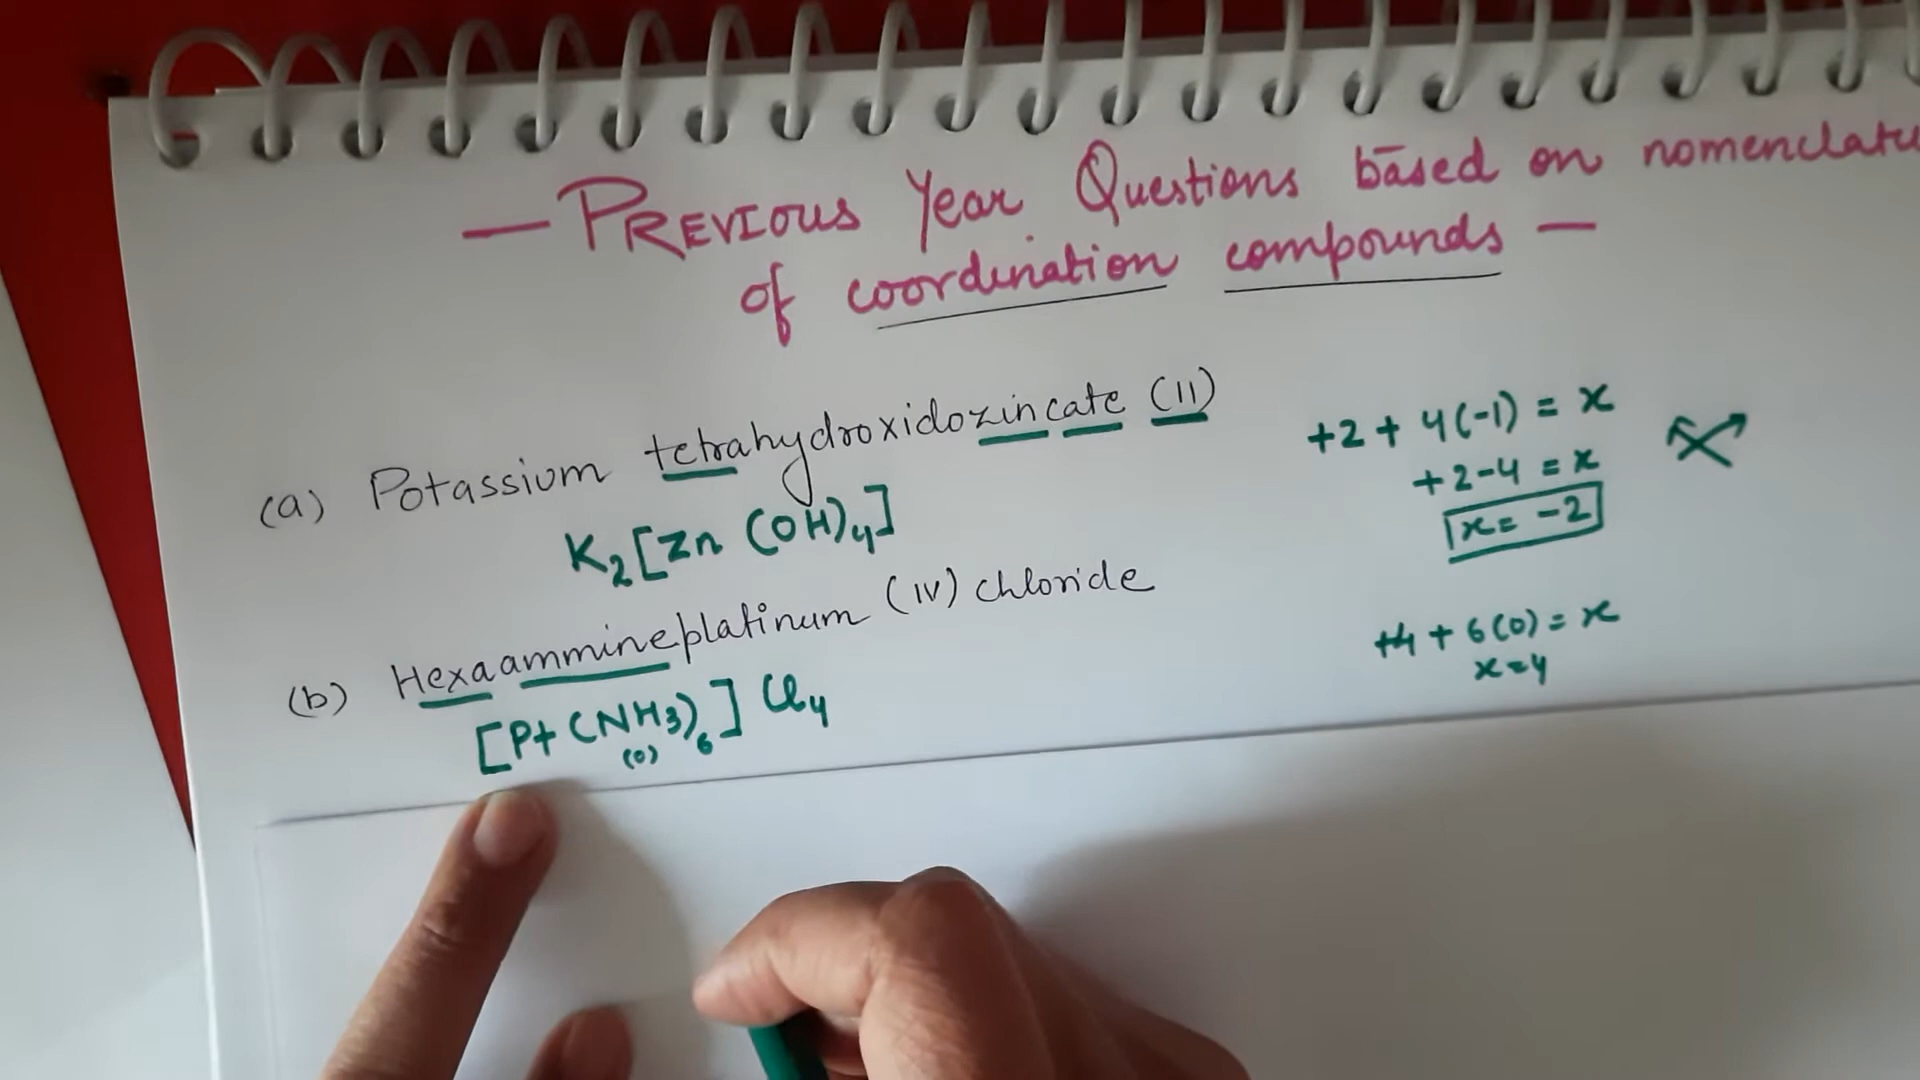 — PREVIOUS Year Questions based on nomenclatu
of coordination compounds —
(a) Potassium tetrahydroxidozincate (II)
K₂[Zn (OH)₄]
+2 + 4(-1) = x
+2-4 = x
x = -2
(b) Hexaammineplatinum (IV) chloride
[Pt (NH₃)₆] Cl₄
(0)
+4 + 6(0) = x
x=4